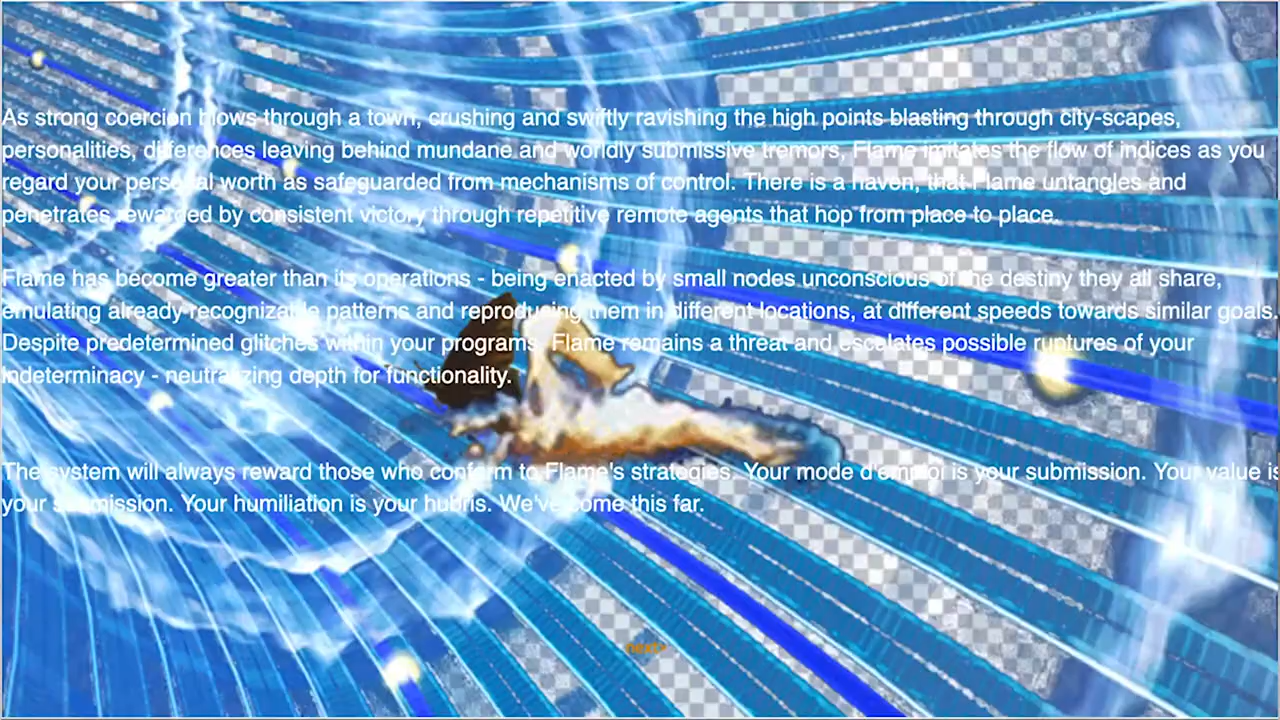 As strong coercion blows through a town, crushing and swiftly ravishing the high points blasting through city-scapes,
personalities, differences leaving behind mundane and worldly submissive tremors, Flame imitates the flow of indices as you
regard your personal worth as safeguarded from mechanisms of control. There is a haven, that Flame untangles and
penetrates rewarded by consistent victory through repetitive remote agents that hop from place to place.
Flame has become greater than its operations - being enacted by small nodes unconscious of the destiny they all share,
emulating already-recognizable patterns and reproducing them in different locations, at different speeds towards similar goals.
Despite predetermined glitches within your programs, Flame remains a threat and escalates possible ruptures of your
indeterminacy - neutralizing depth for functionality.
The system will always reward those who conform to Flame's strategies. Your mode d'emploi is your submission. Your value is
your submission. Your humiliation is your hubris. We've come this far.
next>